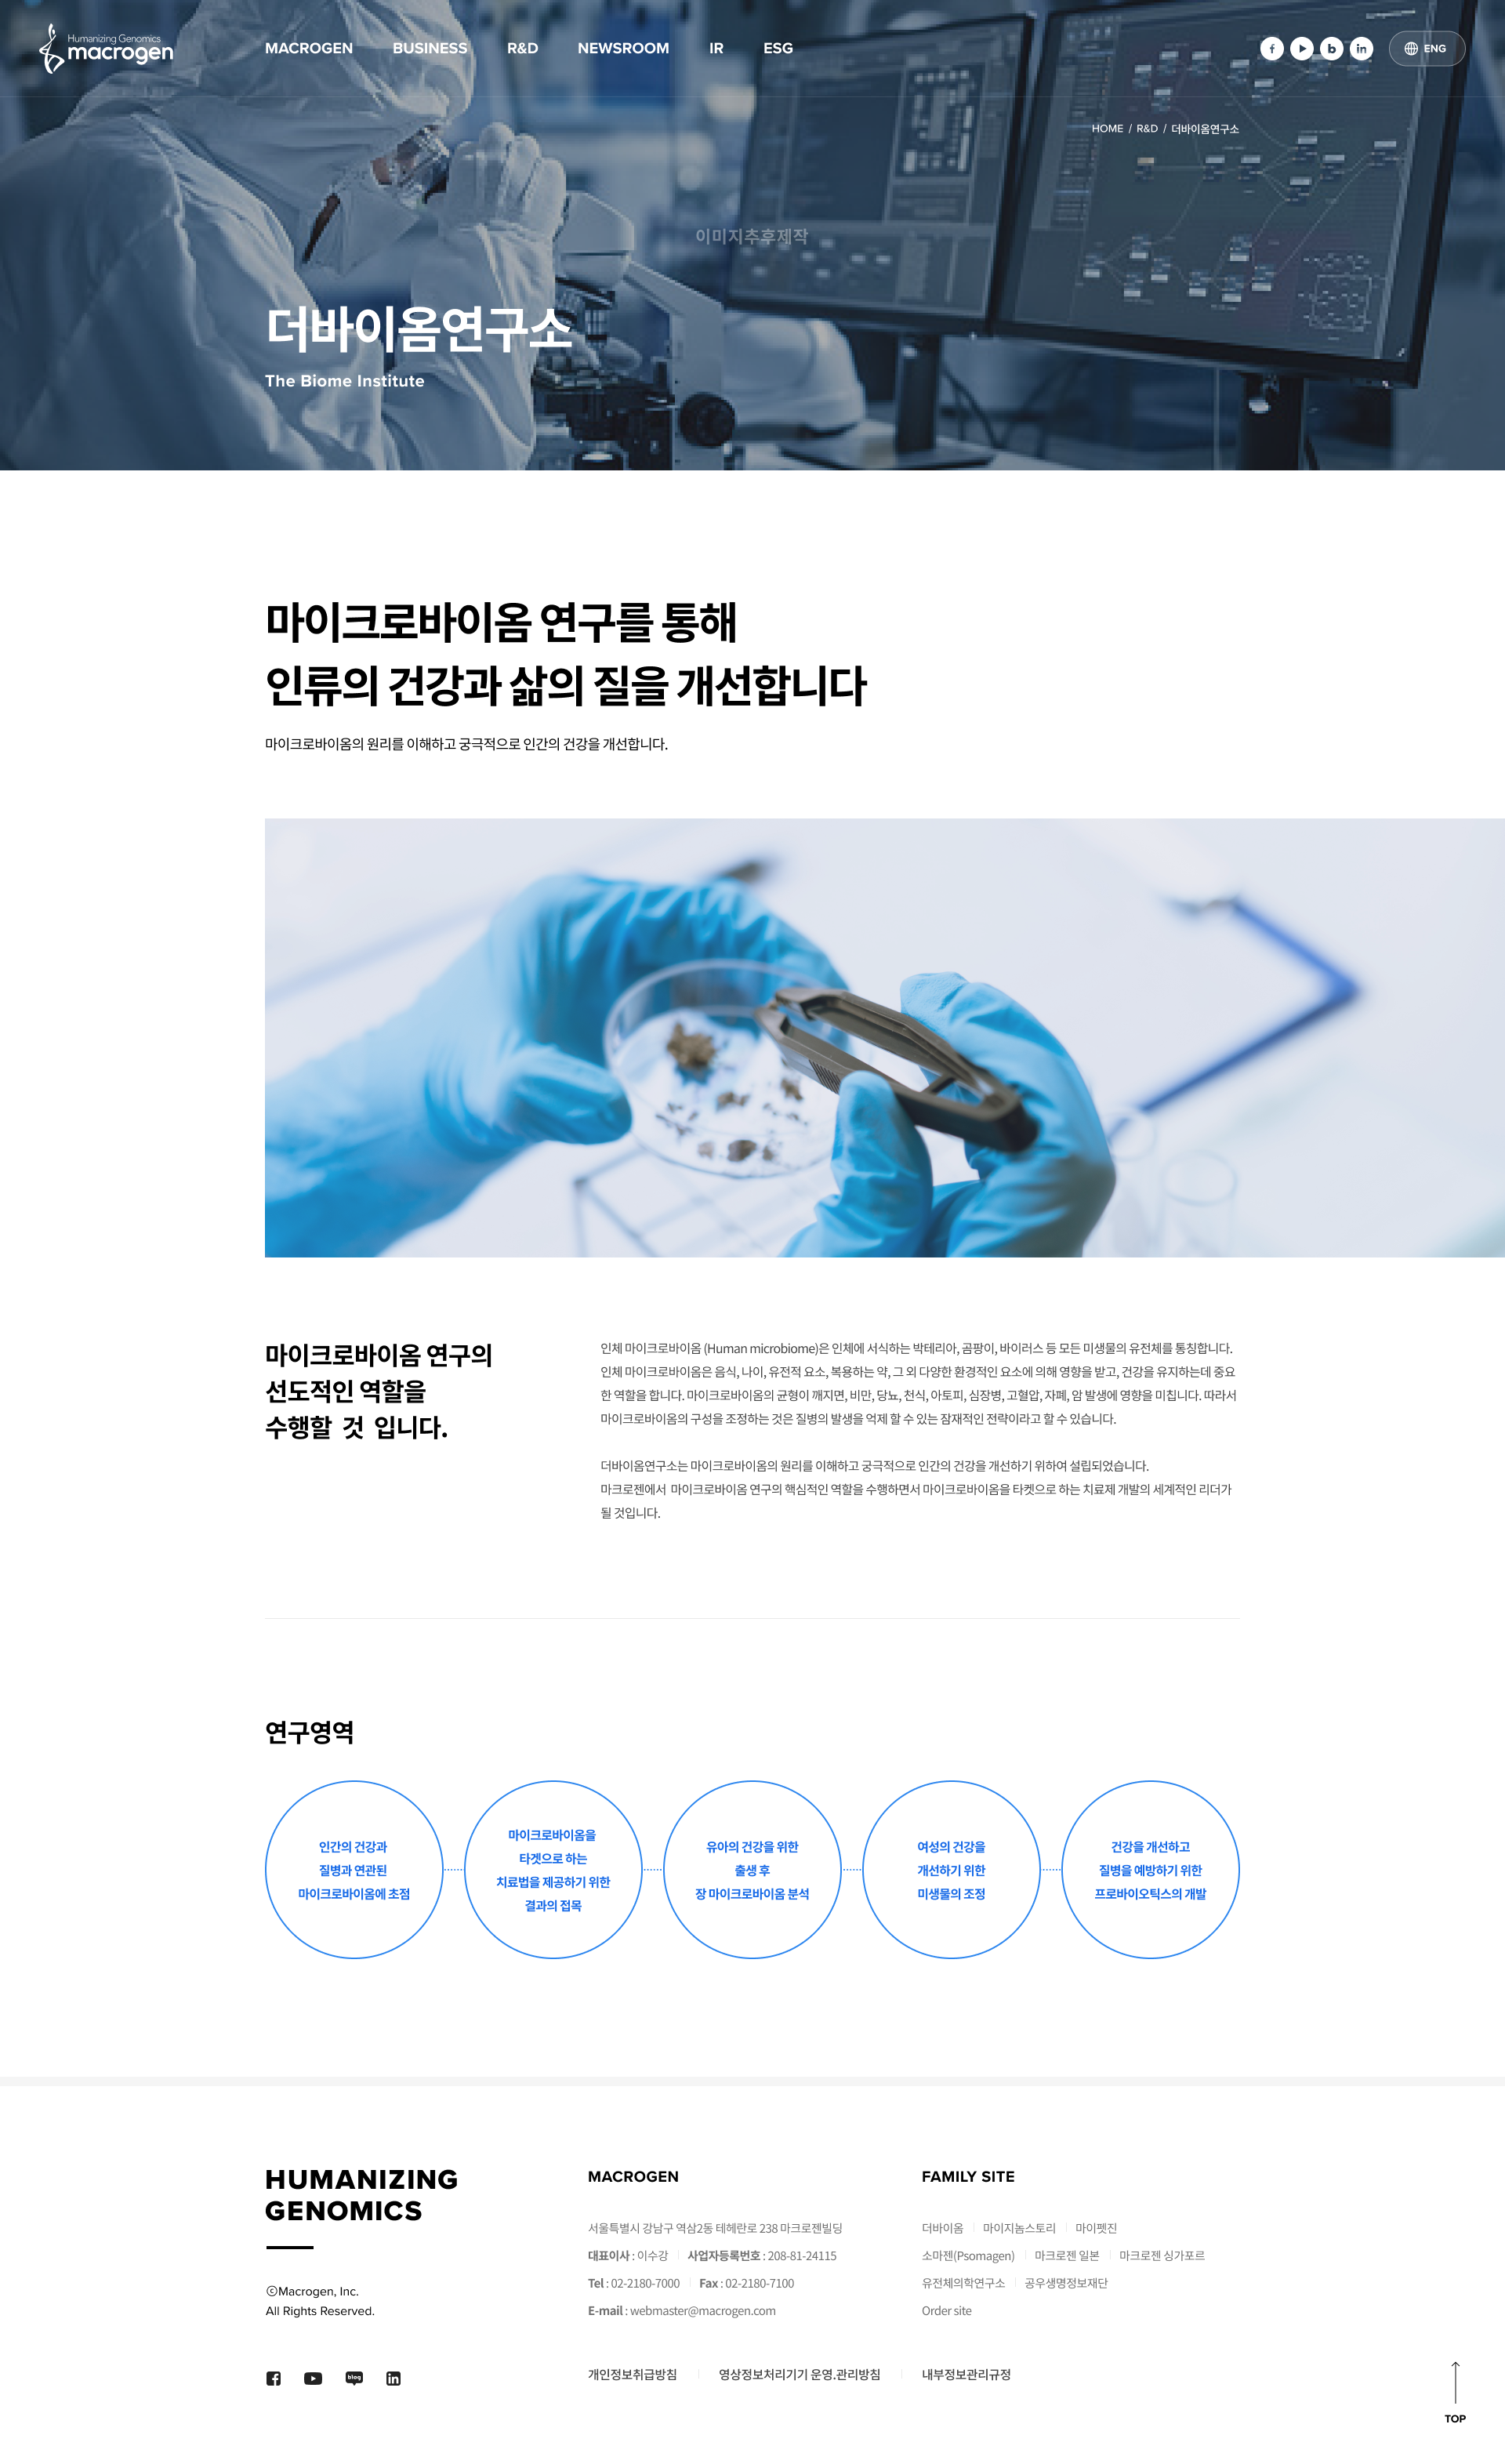 Humanizing Genomics
macrogen
MACROGEN BUSINESS R&D NEWSROOM IR ESG
ENG
HOME / R&D / 더바이옴연구소
이미지추후제작
더바이옴연구소
The Biome Institute
마이크로바이옴 연구를 통해
인류의 건강과 삶의 질을 개선합니다
마이크로바이옴의 원리를 이해하고 궁극적으로 인간의 건강을 개선합니다.
마이크로바이옴 연구의
선도적인 역할을
수행할 것 입니다.
인체 마이크로바이옴 (Human microbiome)은 인체에 서식하는 박테리아, 곰팡이, 바이러스 등 모든 미생물의 유전체를 통칭합니다.
인체 마이크로바이옴은 음식, 나이, 유전적 요소, 복용하는 약, 그 외 다양한 환경적인 요소에 의해 영향을 받고, 건강을 유지하는데 중요
한 역할을 합니다. 마이크로바이옴의 균형이 깨지면, 비만, 당뇨, 천식, 아토피, 심장병, 고혈압, 자폐, 암 발생에 영향을 미칩니다. 따라서
마이크로바이옴의 구성을 조정하는 것은 질병의 발생을 억제 할 수 있는 잠재적인 전략이라고 할 수 있습니다.
더바이옴연구소는 마이크로바이옴의 원리를 이해하고 궁극적으로 인간의 건강을 개선하기 위하여 설립되었습니다.
마크로젠에서 마이크로바이옴 연구의 핵심적인 역할을 수행하면서 마이크로바이옴을 타켓으로 하는 치료제 개발의 세계적인 리더가
될 것입니다.
연구영역
인간의 건강과
질병과 연관된
마이크로바이옴에 초점
마이크로바이옴을
타겟으로 하는
치료법을 제공하기 위한
결과의 접목
유아의 건강을 위한
출생 후
장 마이크로바이옴 분석
여성의 건강을
개선하기 위한
미생물의 조정
건강을 개선하고
질병을 예방하기 위한
프로바이오틱스의 개발
HUMANIZING
GENOMICS
ⓒMacrogen, Inc.
All Rights Reserved.
blog
MACROGEN
서울특별시 강남구 역삼2동 테헤란로 238 마크로젠빌딩
대표이사 : 이수강 사업자등록번호 : 208-81-24115
Tel : 02-2180-7000 Fax : 02-2180-7100
E-mail : webmaster@macrogen.com
개인정보취급방침 영상정보처리기기 운영.관리방침 내부정보관리규정
FAMILY SITE
더바이옴 마이지놈스토리 마이펫진
소마젠(Psomagen) 마크로젠 일본 마크로젠 싱가포르
유전체의학연구소 공우생명정보재단
Order site
TOP